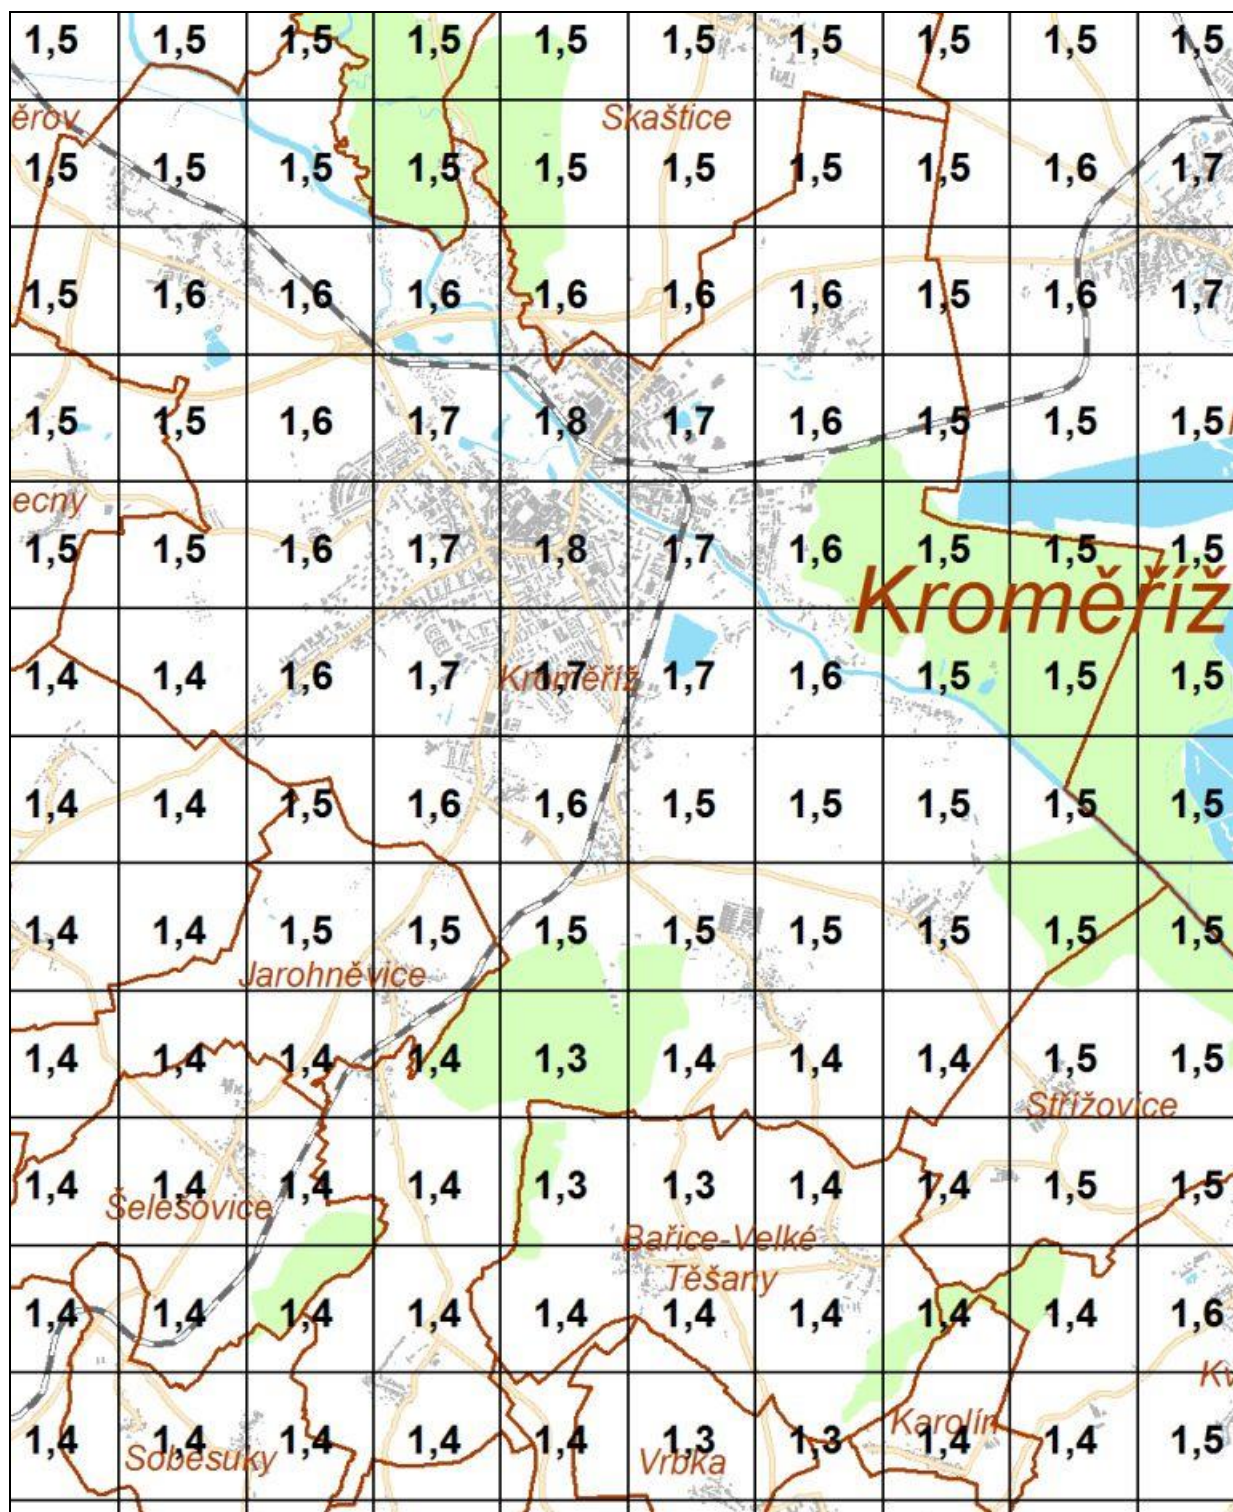 1,5 1,5 1,5 1,5 1,5 1,5 1,5 1,5 1,5 1,5
ěrov Skaštice
1,5 1,5 1,5 1,5 1,5 1,5 1,5 1,5 1,6 1,7
1,5 1,6 1,6 1,6 1,6 1,6 1,6 1,5 1,6 1,7
1,5 1,5 1,6 1,7 1,8 1,7 1,6 1,5 1,5 1,5
ecny
1,5 1,5 1,6 1,7 1,8 1,7 1,6 1,5 1,5 1,5
Kroměříž
1,4 1,4 1,6 1,7 1,7 1,7 1,6 1,5 1,5 1,5
Kroměříž
1,4 1,4 1,5 1,6 1,6 1,5 1,5 1,5 1,5 1,5
1,4 1,4 1,5 1,5 1,5 1,5 1,5 1,5 1,5 1,5
Jarohněvice
1,4 1,4 1,4 1,4 1,3 1,4 1,4 1,4 1,5 1,5
Střížovice
1,4 1,4 1,4 1,4 1,3 1,3 1,4 1,4 1,5 1,5
Šelešovice
Bařice-Velké
Těšany
1,4 1,4 1,4 1,4 1,4 1,4 1,4 1,4 1,4 1,6
Kv
Karolín
1,4 1,4 1,4 1,4 1,4 1,3 1,3 1,4 1,4 1,5
Soběsuky Vrbka